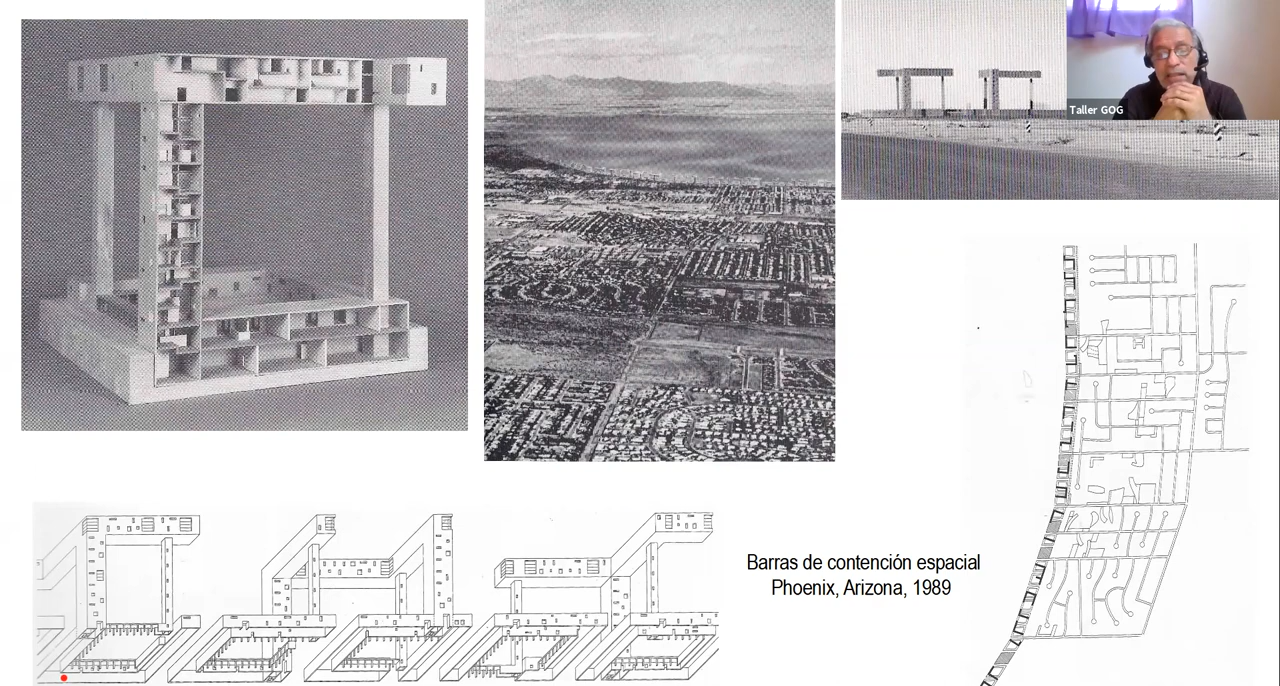 Taller GOG
Barras de contención espacial
Phoenix, Arizona, 1989